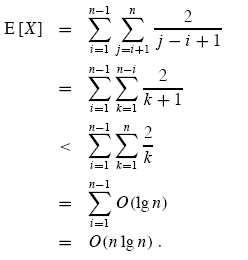 E [X] = \sum_{i=1}^{n-1} \sum_{j=i+1}^{n} \frac{2}{j - i + 1}
= \sum_{i=1}^{n-1} \sum_{k=1}^{n-i} \frac{2}{k + 1}
< \sum_{i=1}^{n-1} \sum_{k=1}^{n} \frac{2}{k}
= \sum_{i=1}^{n-1} O(lg n)
= O(n lg n) .